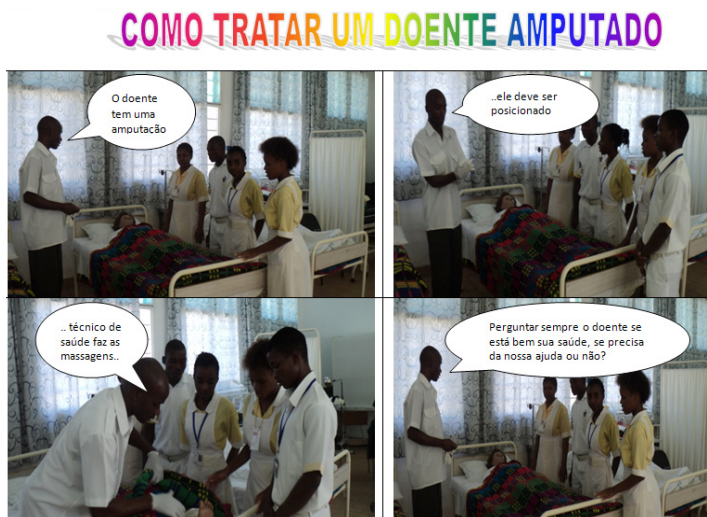 COMO TRATAR UM DOENTE AMPUTADO
O doente
tem uma
amputação
..ele deve ser
posicionado
.. técnico de
saúde faz as
massagens..
Perguntar sempre o doente se
está bem sua saúde, se precisa
da nossa ajuda ou não?